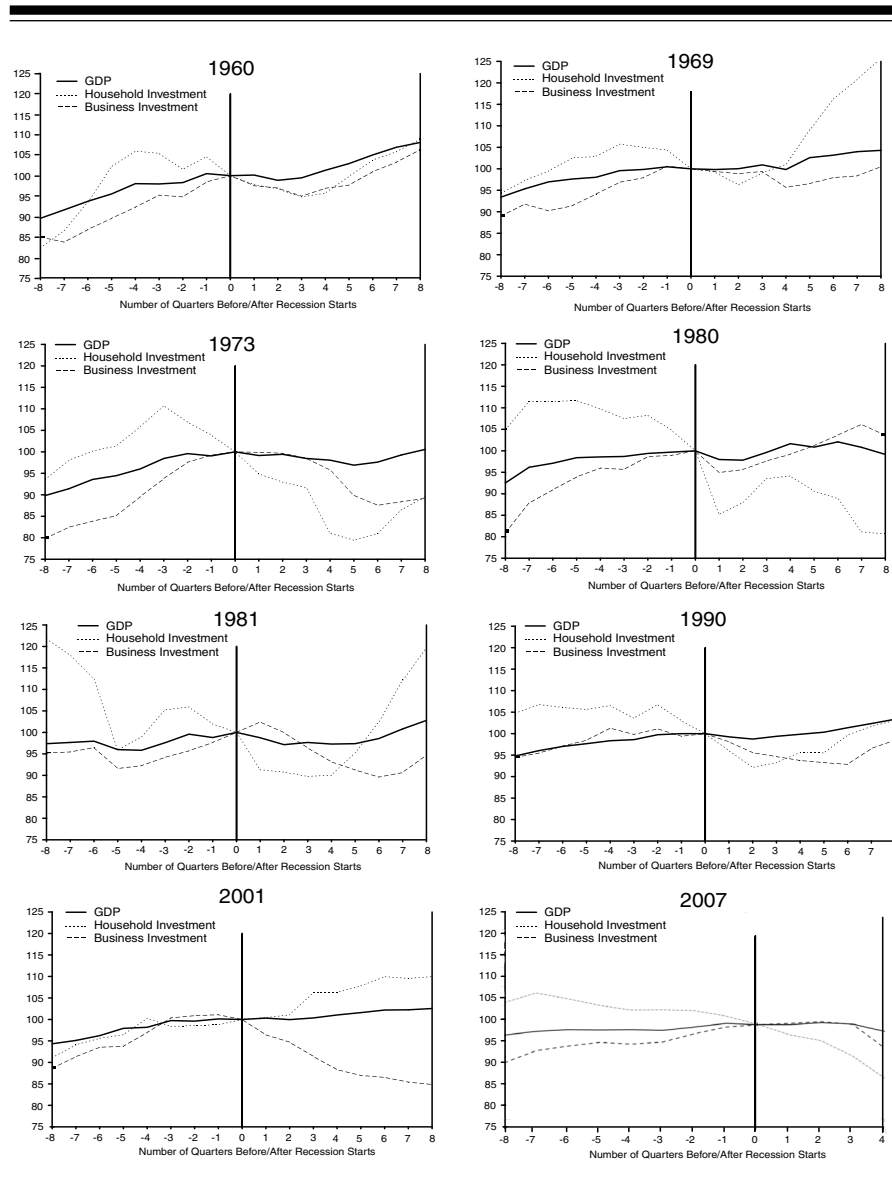 1960
125
120
115
110
105
100
95
90
85
80
75
GDP
Household Investment
Business Investment
-8 -7 -6 -5 -4 -3 -2 -1 0 1 2 3 4 5 6 7 8
Number of Quarters Before/After Recession Starts
1969
125
120
115
110
105
100
95
90
85
80
75
GDP
Household Investment
Business Investment
-8 -7 -6 -5 -4 -3 -2 -1 0 1 2 3 4 5 6 7 8
Number of Quarters Before/After Recession Starts
1973
125
120
115
110
105
100
95
90
85
80
75
GDP
Household Investment
Business Investment
-8 -7 -6 -5 -4 -3 -2 -1 0 1 2 3 4 5 6 7 8
Number of Quarters Before/After Recession Starts
1980
125
120
115
110
105
100
95
90
85
80
75
GDP
Household Investment
Business Investment
-8 -7 -6 -5 -4 -3 -2 -1 0 1 2 3 4 5 6 7 8
Number of Quarters Before/After Recession Starts
1981
125
120
115
110
105
100
95
90
85
80
75
GDP
Household Investment
Business Investment
-8 -7 -6 -5 -4 -3 -2 -1 0 1 2 3 4 5 6 7 8
Number of Quarters Before/After Recession Starts
1990
125
120
115
110
105
100
95
90
85
80
75
GDP
Household Investment
Business Investment
-8 -7 -6 -5 -4 -3 -2 -1 0 1 2 3 4 5 6 7
Number of Quarters Before/After Recession Starts
2001
125
120
115
110
105
100
95
90
85
80
75
GDP
Household Investment
Business Investment
-8 -7 -6 -5 -4 -3 -2 -1 0 1 2 3 4 5 6 7 8
Number of Quarters Before/After Recession Starts
2007
125
120
115
110
105
100
95
90
85
80
75
GDP
Household Investment
Business Investment
-8 -7 -6 -5 -4 -3 -2 -1 0 1 2 3 4
Number of Quarters Before/After Recession Starts